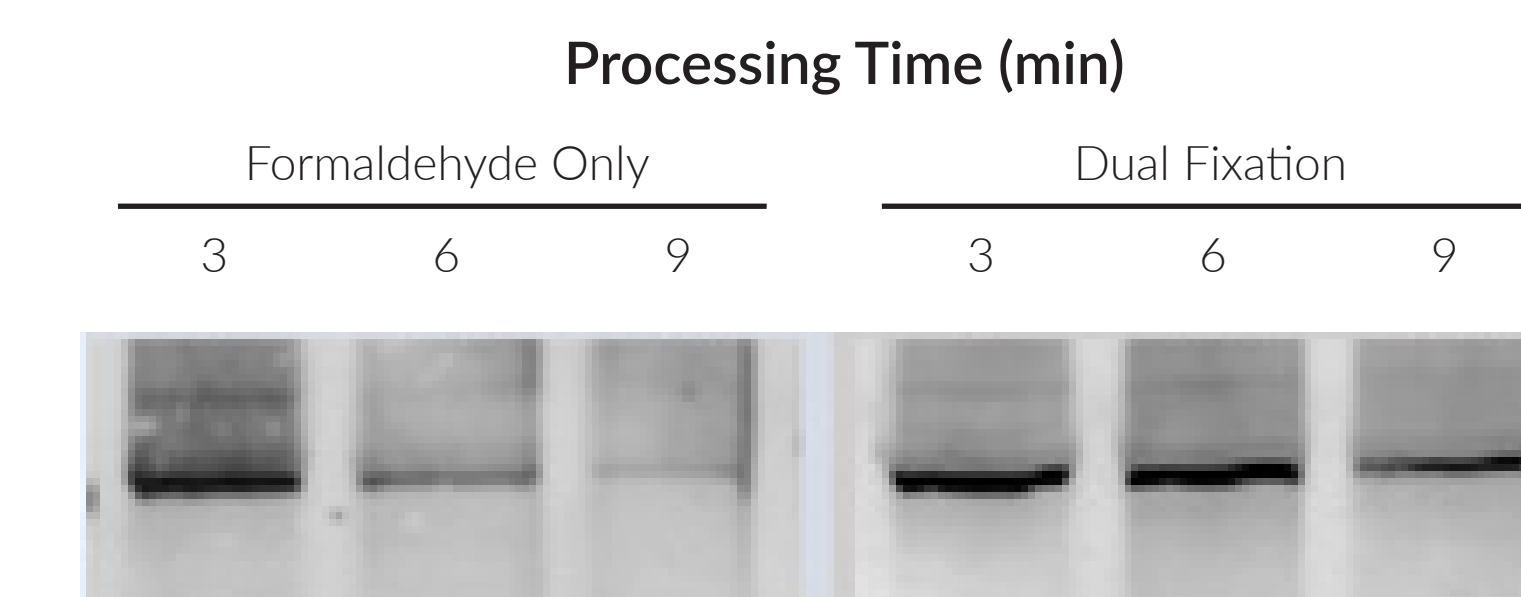 Processing Time (min)
Formaldehyde Only Dual Fixation
3 6 9 3 6 9